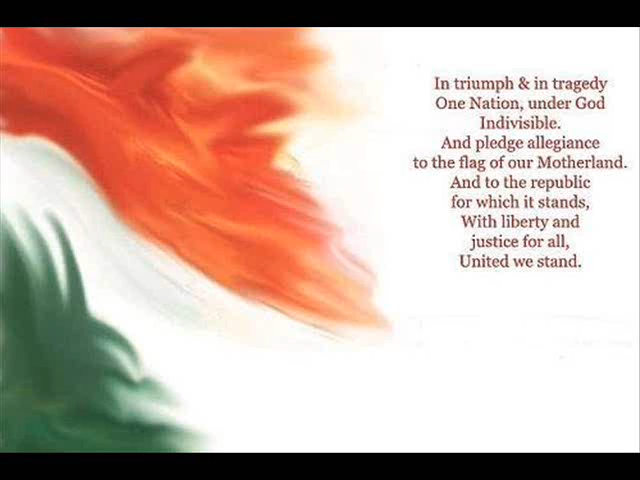 In triumph & in tragedy
One Nation, under God
Indivisible.
And pledge allegiance
to the flag of our Motherland.
And to the republic
for which it stands,
With liberty and
justice for all,
United we stand.